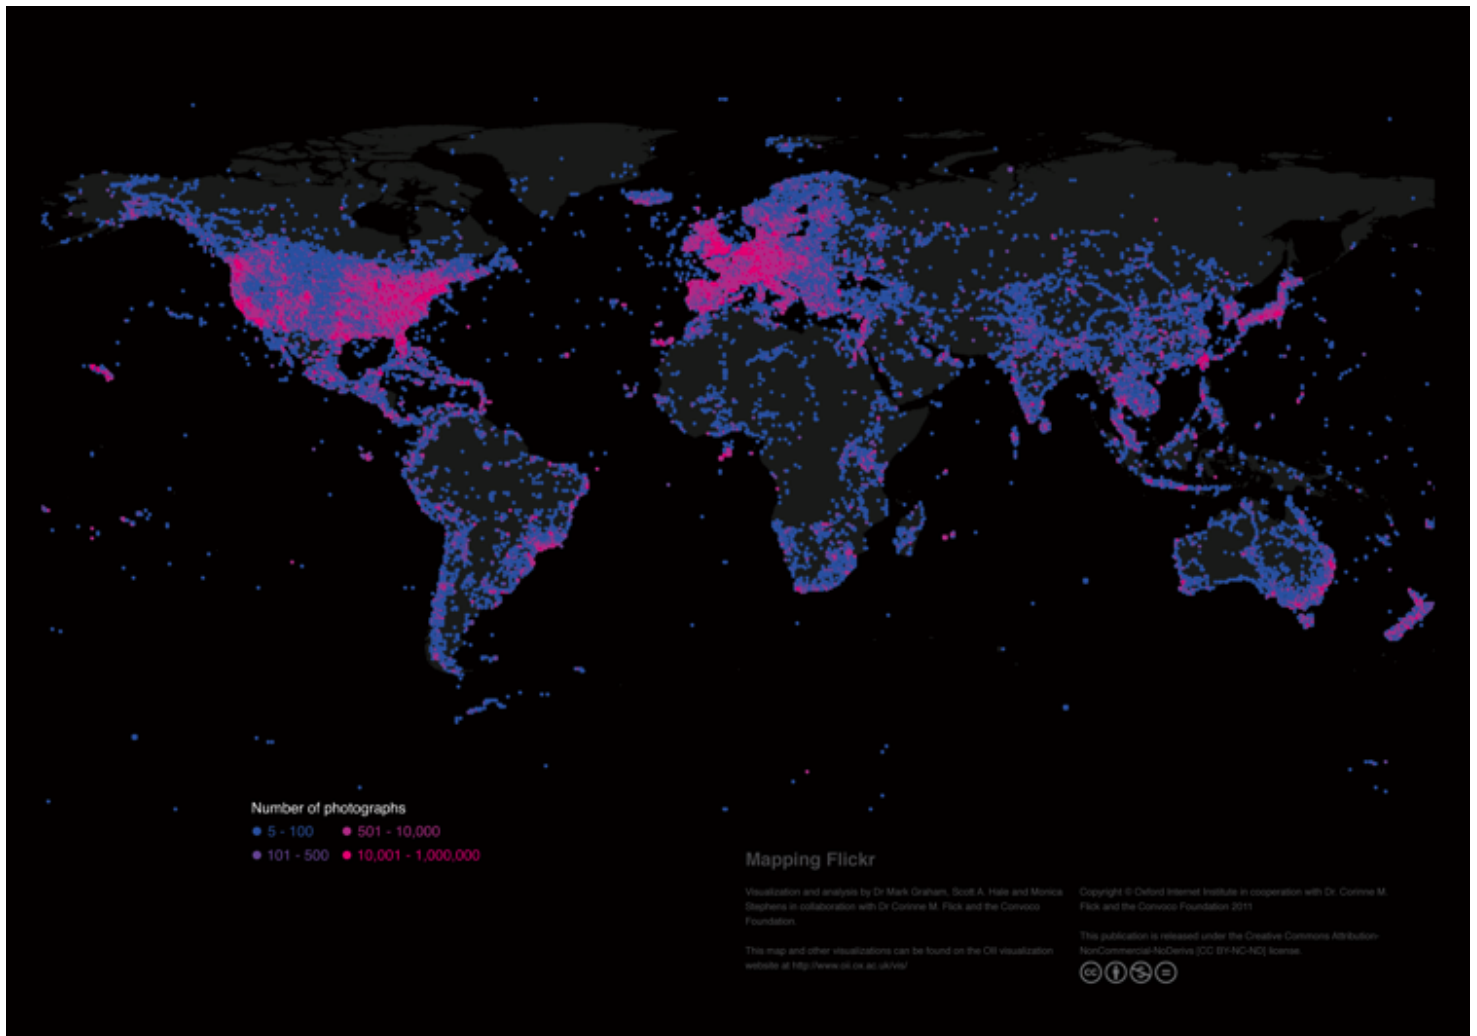 Number of photographs
5 - 100
501 - 10,000
101 - 500
10,001 - 1,000,000
Mapping Flickr
Visualization and analysis by Dr Mark Graham, Scott A. Hale and Monica
Stephens in collaboration with Dr Corinne M. Flick and the Convoco
Foundation.
This map and other visualizations can be found on the OII visualization
website at http://www.oii.ox.ac.uk/vis/
Copyright © Oxford Internet Institute in cooperation with Dr. Corinne M.
Flick and the Convoco Foundation 2011
This publication is released under the Creative Commons Attribution-
NonCommercial-NoDerivs [CC BY-NC-ND] license.
cc